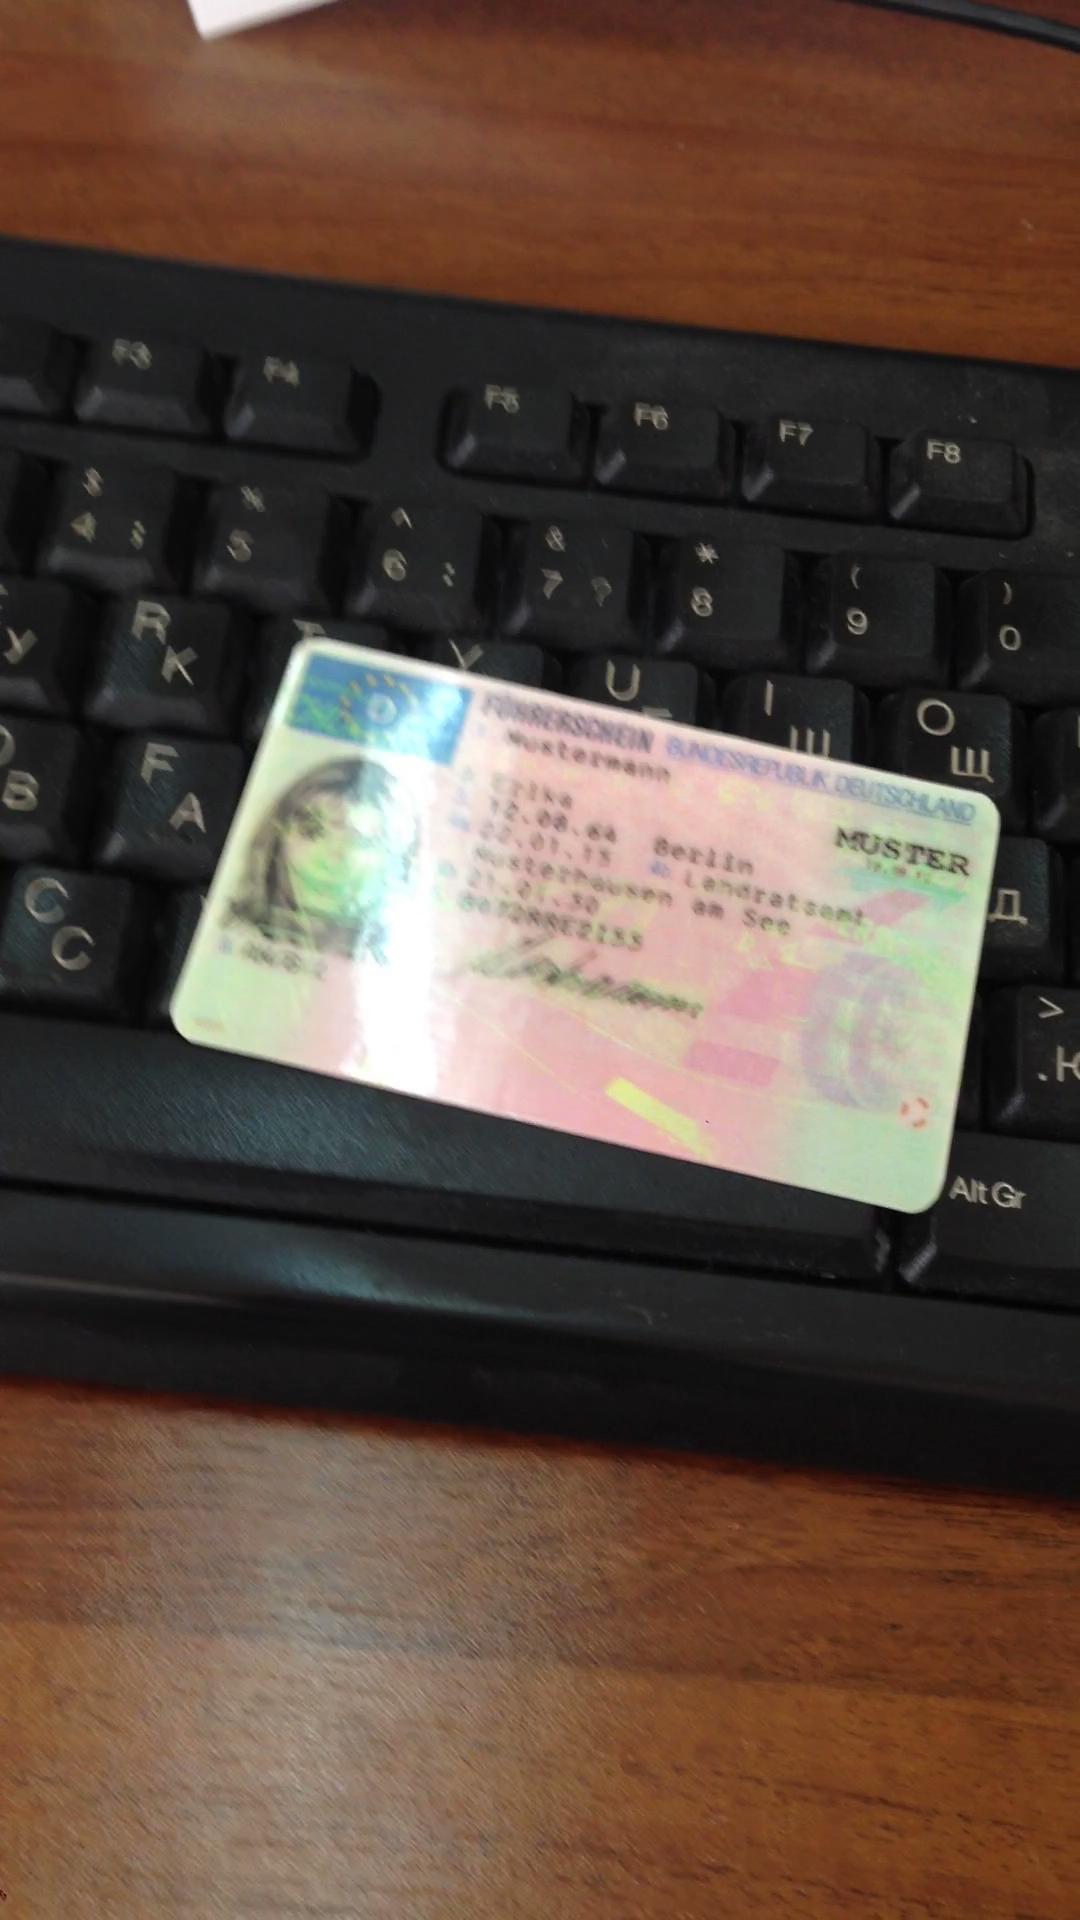 F3 F4 F5 F6 F7 F8
$ % ^ & * ( )
4 ; 5 6 : 7 ? 8 9 0
У R K Y U I Ш O Щ
В F А Д
C С > . Ю
Alt Gr
FÜHRERSCHEIN BUNDESREPUBLIK DEUTSCHLAND
Mustermann
Erika
MUSTER
12.08.64 Berlin
22.01.13 Landratsamt
Musterhausen am See
21.01.30